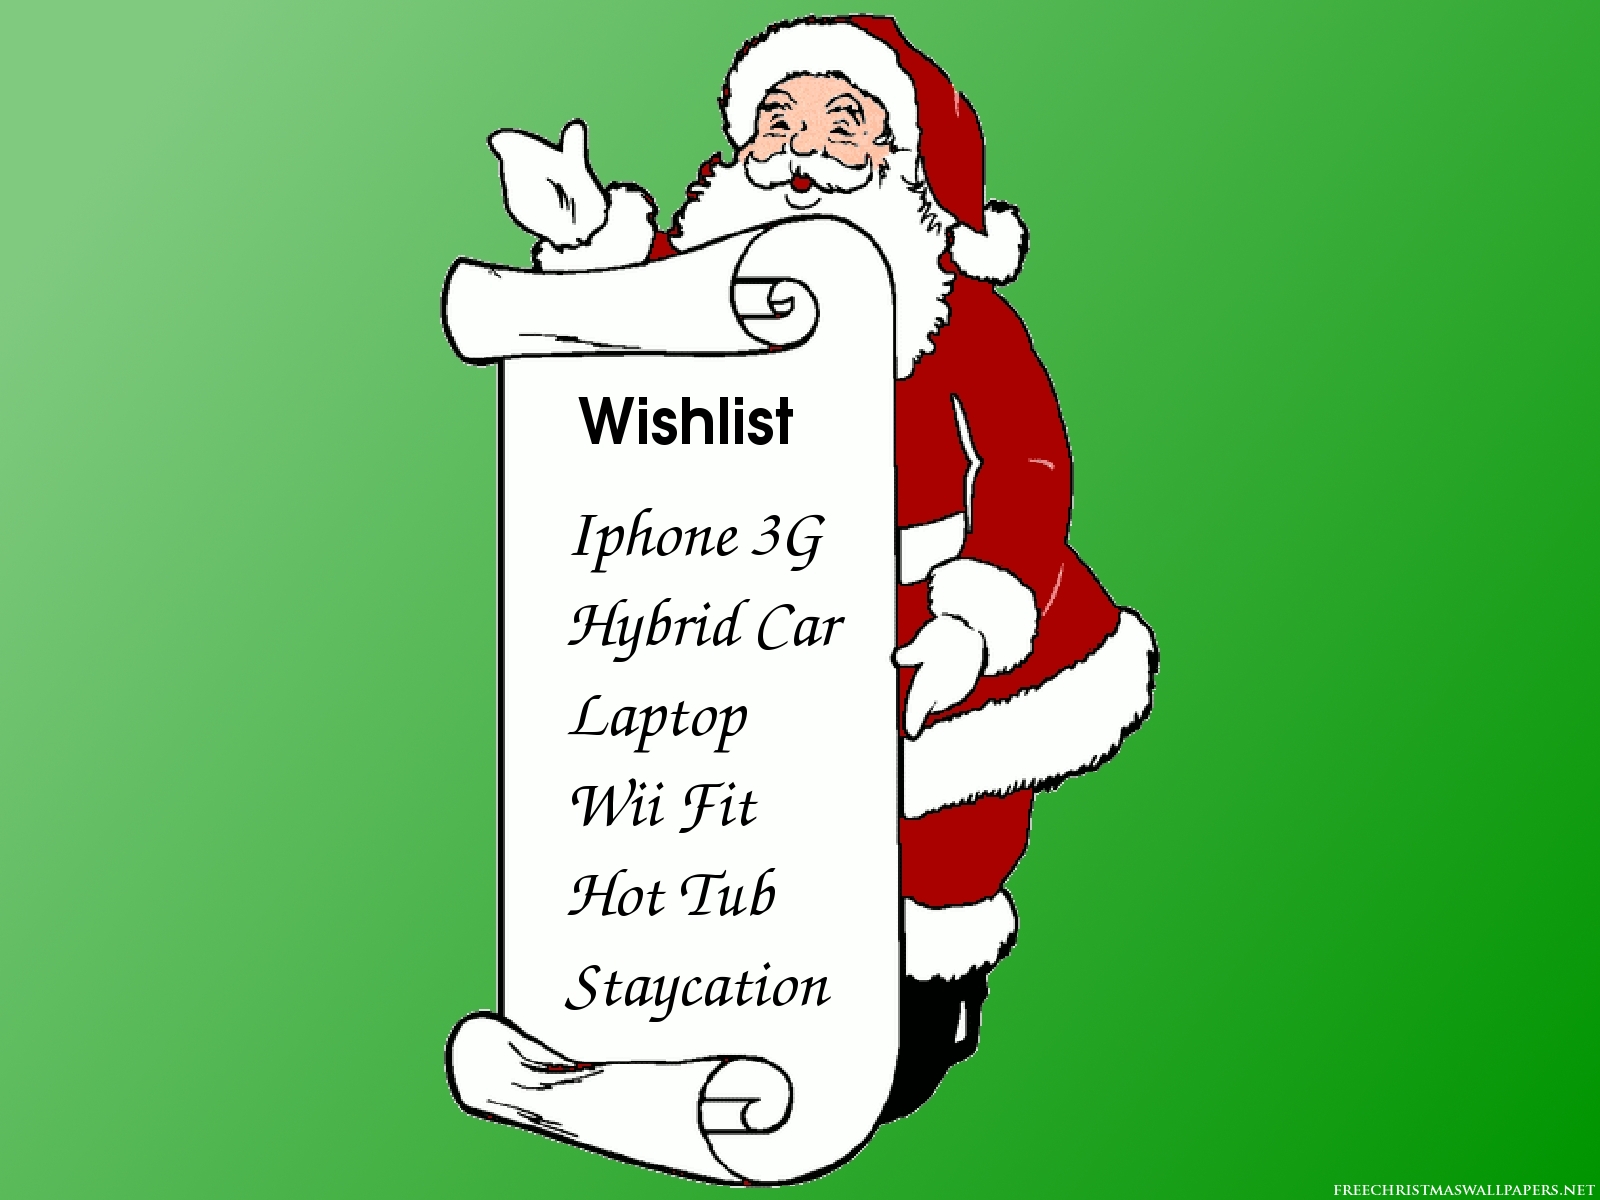 Wishlist
Iphone 3G
Hybrid Car
Laptop
Wii Fit
Hot Tub
Staycation
FREECHRISTMASWALLPAPERS.NET